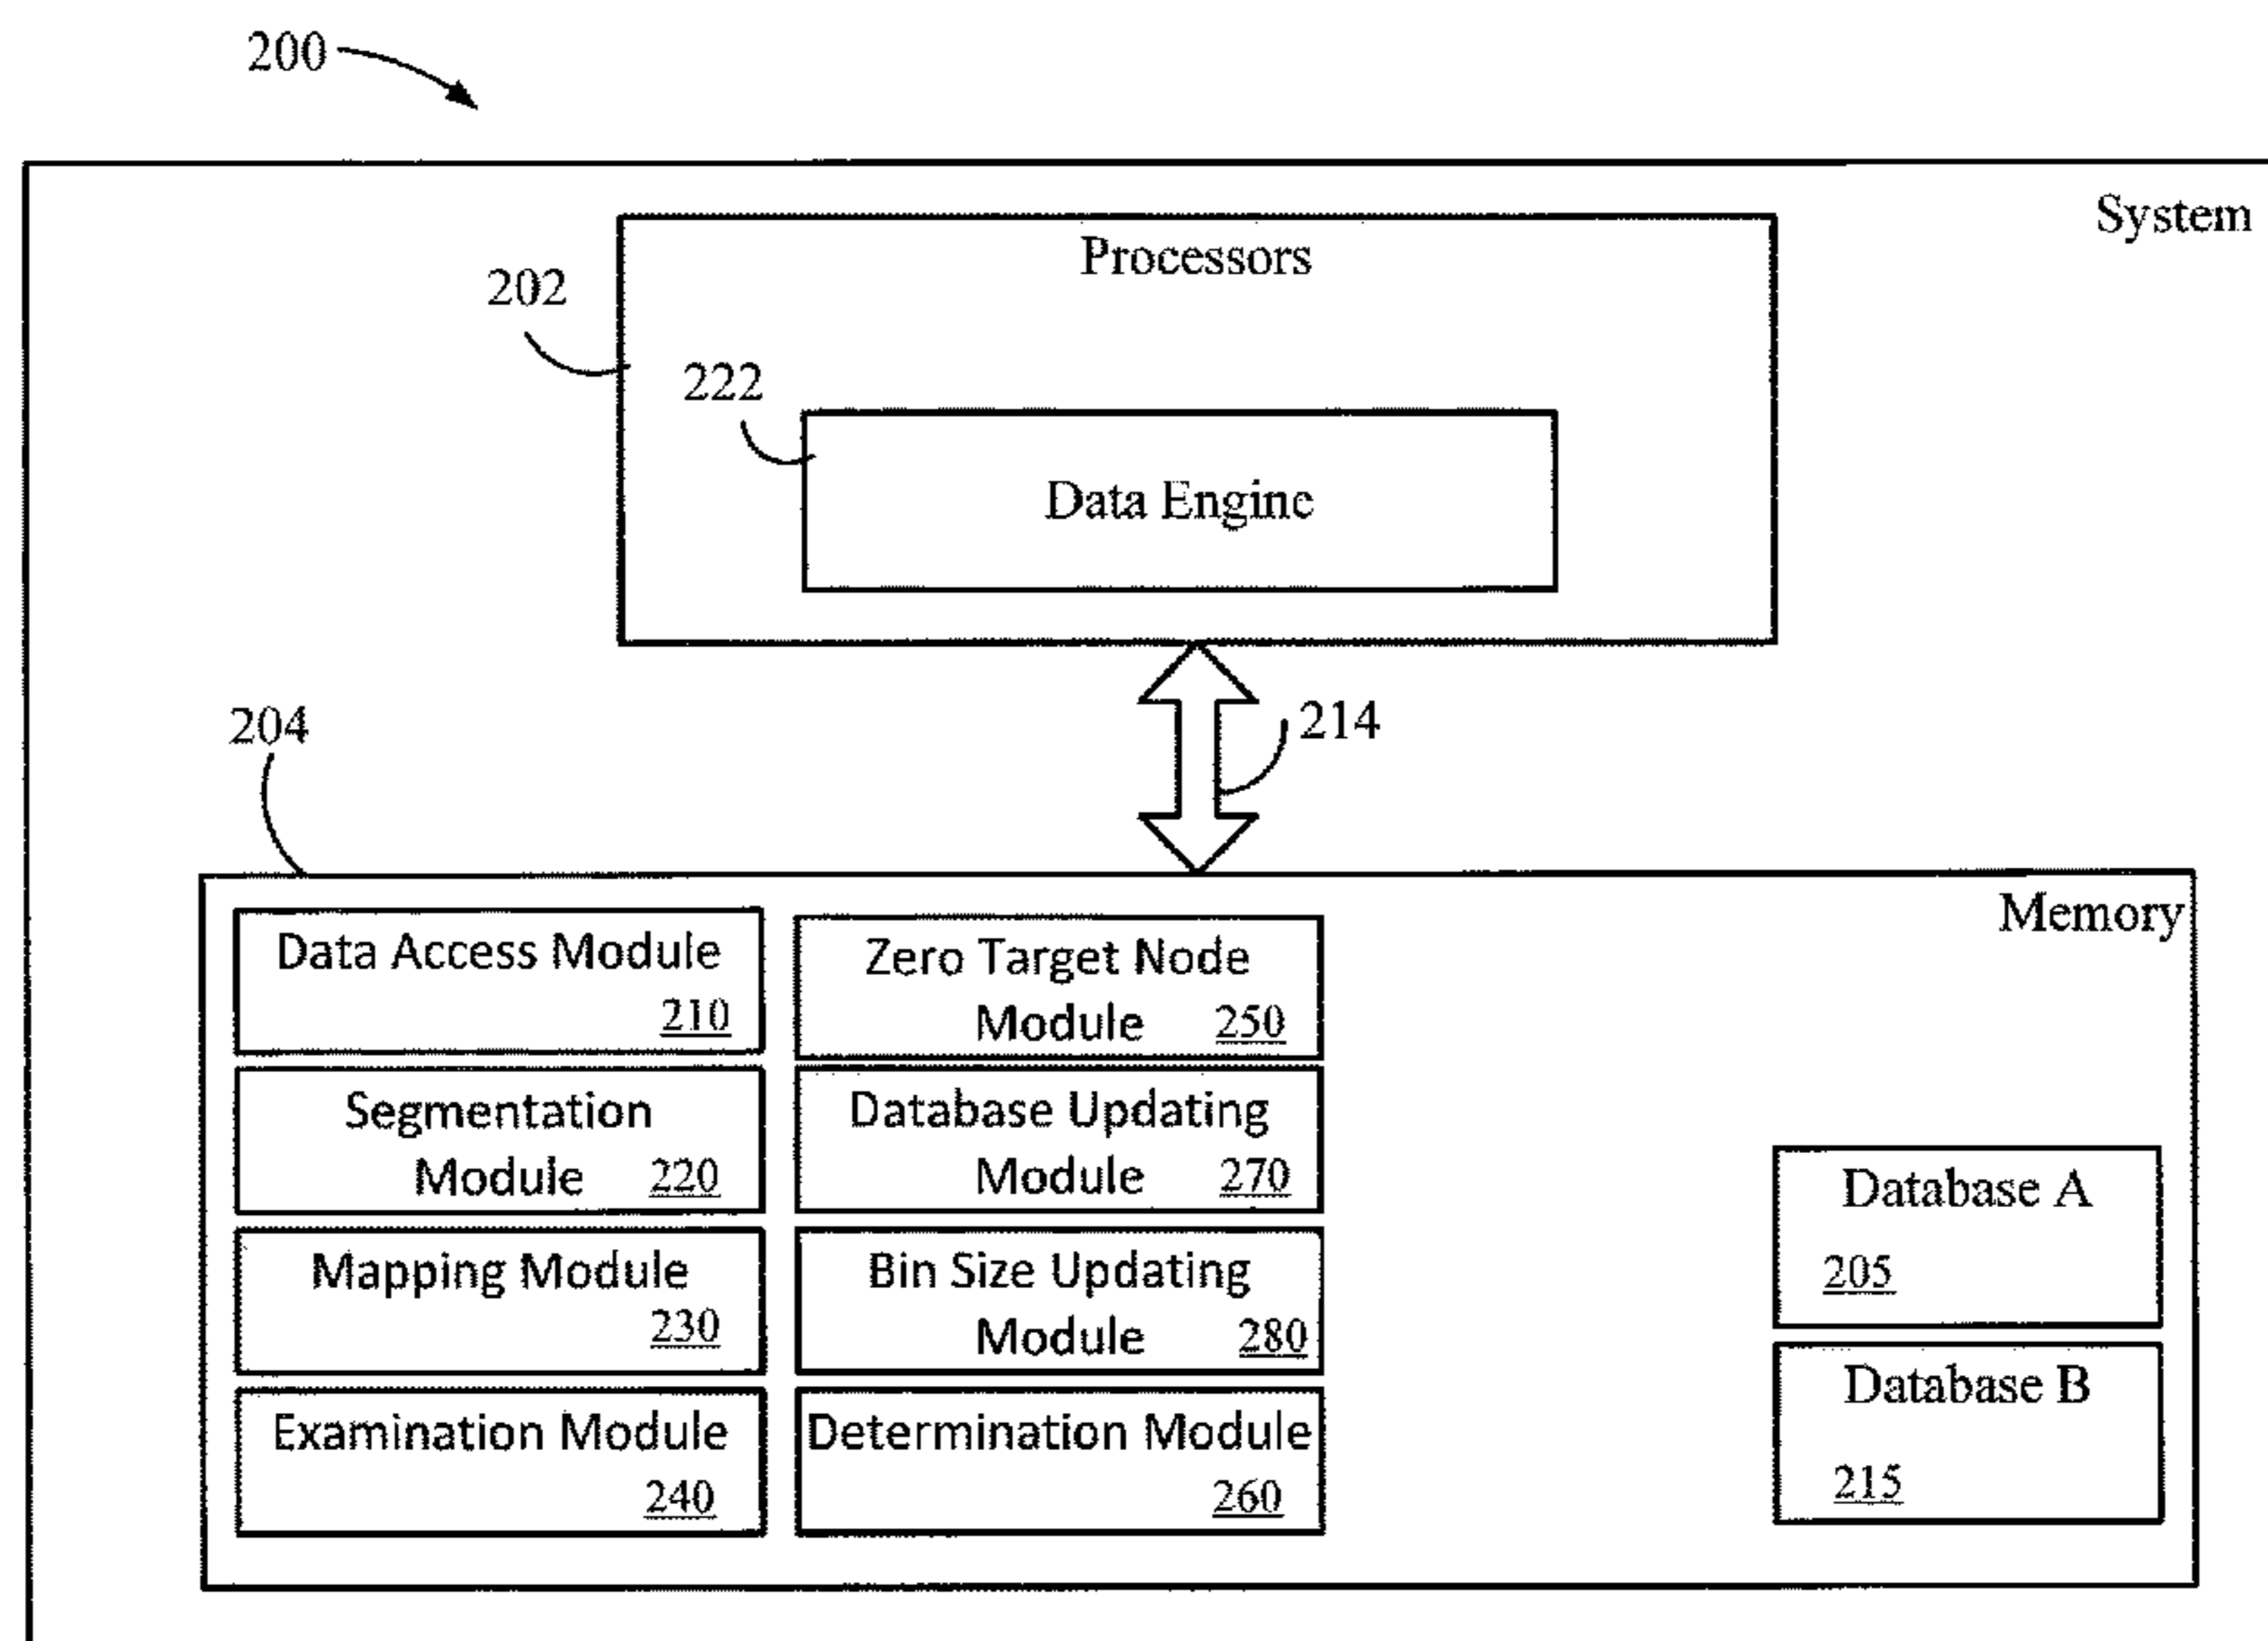 200
System
Processors
202
222
Data Engine
214
204
Memory
Data Access Module
210
Segmentation
Module 220
Mapping Module
230
Examination Module
240
Zero Target Node
Module 250
Database Updating
Module 270
Bin Size Updating
Module 280
Determination Module
260
Database A
205
Database B
215